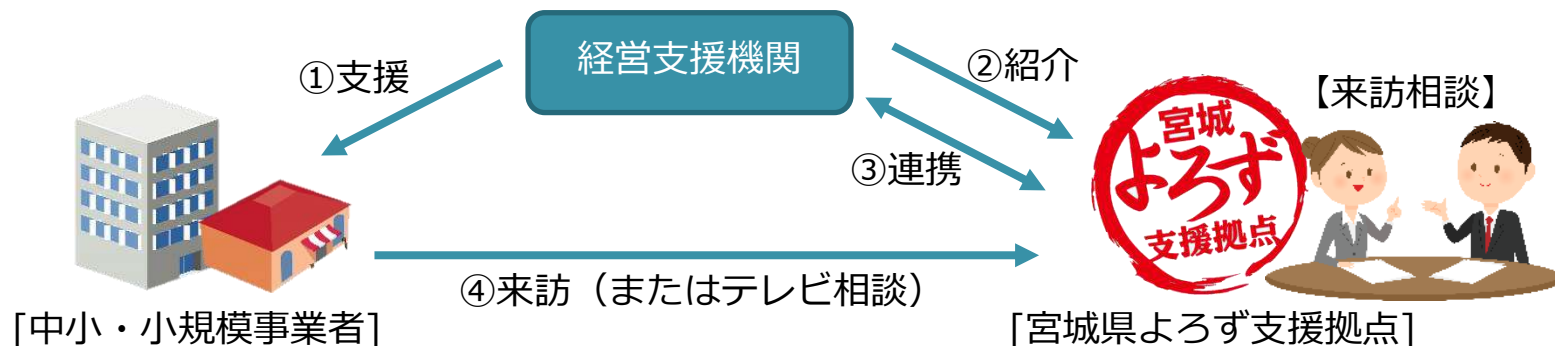 経営支援機関
①支援
②紹介
【来訪相談】
宮城
よろず
支援拠点
③連携
④来訪（またはテレビ相談）
[中小・小規模事業者]
[宮城県よろず支援拠点]